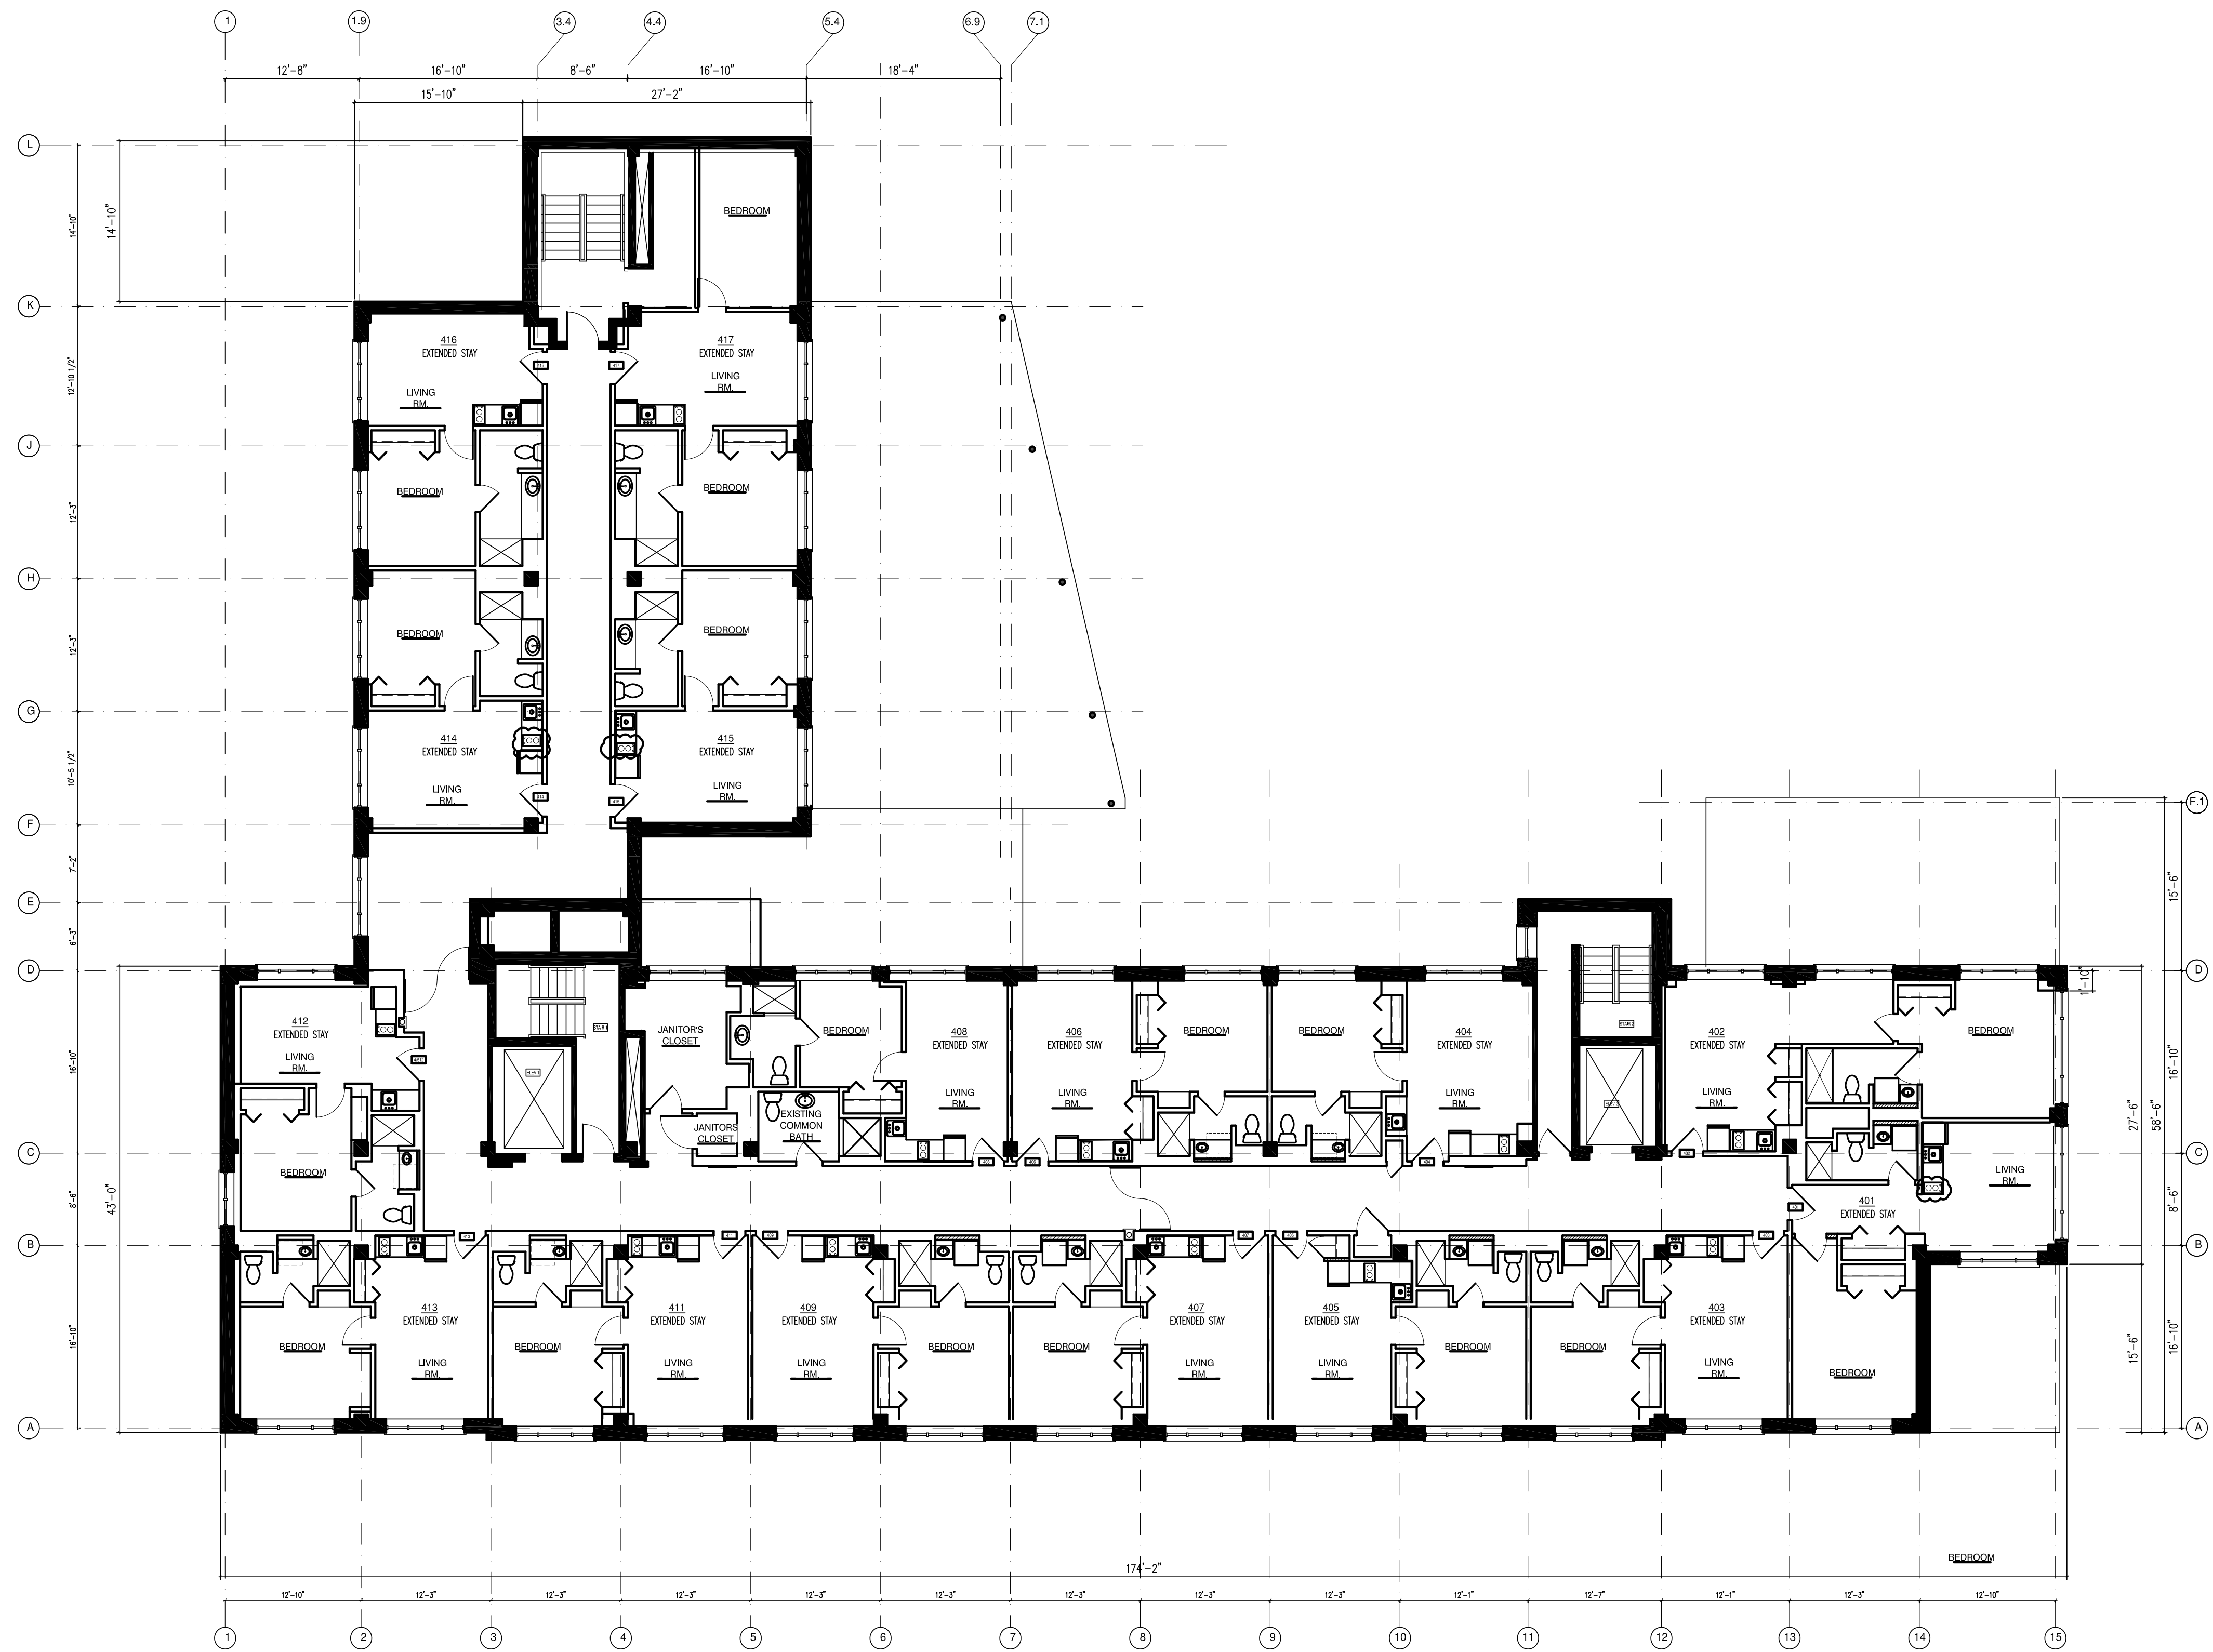 1 1.9 3.4 4.4 5.4 6.9 7.1
12'-8" 16'-10" 8'-6" 16'-10" 18'-4"
15'-10" 27'-2"
L
14'-10"
14'-10"
BEDROOM
K
416
EXTENDED STAY
LIVING
RM.
417
EXTENDED STAY
LIVING
RM.
12'-10 1/2"
J
BEDROOM
BEDROOM
12'-3"
H
BEDROOM
BEDROOM
12'-3"
G
414
EXTENDED STAY
LIVING
RM.
415
EXTENDED STAY
LIVING
RM.
10'-5 1/2"
F
F.1
7'-2"
E
6'-3"
15'-6"
D
D
1'-10"
412
EXTENDED STAY
LIVING
RM.
STAIR 1
ELEV 1
JANITOR'S
CLOSET
BEDROOM
408
EXTENDED STAY
LIVING
RM.
406
EXTENDED STAY
LIVING
RM.
BEDROOM
BEDROOM
404
EXTENDED STAY
LIVING
RM.
STAIR 2
402
EXTENDED STAY
LIVING
RM.
BEDROOM
16'-10"
16'-10"
27'-6"
58'-6"
JANITORS
CLOSET
EXISTING
COMMON
BATH
C
C
BEDROOM
LIVING
RM.
401
EXTENDED STAY
8'-6"
43'-0"
8'-6"
B
B
413
EXTENDED STAY
BEDROOM
LIVING
RM.
411
EXTENDED STAY
BEDROOM
LIVING
RM.
409
EXTENDED STAY
LIVING
RM.
BEDROOM
BEDROOM
407
EXTENDED STAY
LIVING
RM.
405
EXTENDED STAY
LIVING
RM.
BEDROOM
BEDROOM
403
EXTENDED STAY
LIVING
RM.
BEDROOM
16'-10"
15'-6"
16'-10"
A
A
BEDROOM
174'-2"
12'-10" 12'-3" 12'-3" 12'-3" 12'-3" 12'-3" 12'-3" 12'-3" 12'-3" 12'-1" 12'-7" 12'-1" 12'-3" 12'-10"
1 2 3 4 5 6 7 8 9 10 11 12 13 14 15